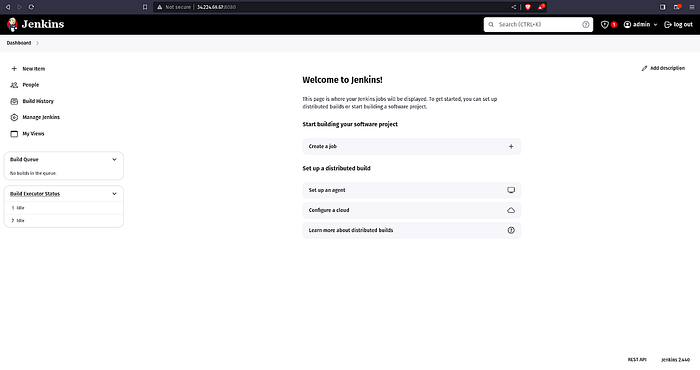 Not secure
34.224.69.67:8080
Jenkins
Search (CTRL+K)
1
admin
log out
Dashboard
New Item
People
Build History
Manage Jenkins
My Views
Build Queue
No builds in the queue.
Build Executor Status
1 Idle
2 Idle
Add description
Welcome to Jenkins!
This page is where your Jenkins jobs will be displayed. To get started, you can set up
distributed builds or start building a software project.
Start building your software project
Create a job
Set up a distributed build
Set up an agent
Configure a cloud
Learn more about distributed builds
REST API
Jenkins 2.440